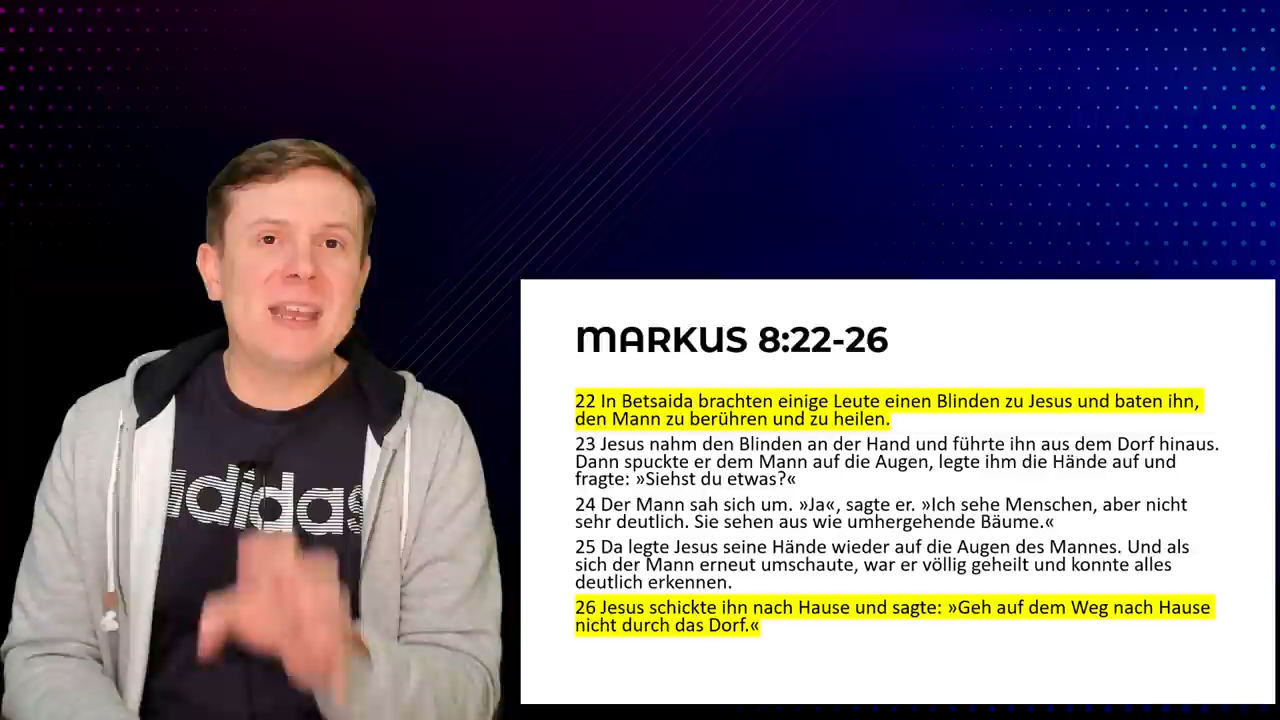 adidas
MARKUS 8:22-26
22 In Betsaida brachten einige Leute einen Blinden zu Jesus und baten ihn,
den Mann zu berühren und zu heilen.
23 Jesus nahm den Blinden an der Hand und führte ihn aus dem Dorf hinaus.
Dann spuckte er dem Mann auf die Augen, legte ihm die Hände auf und
fragte: »Siehst du etwas?«
24 Der Mann sah sich um. »Ja«, sagte er. »Ich sehe Menschen, aber nicht
sehr deutlich. Sie sehen aus wie umhergehende Bäume.«
25 Da legte Jesus seine Hände wieder auf die Augen des Mannes. Und als
sich der Mann erneut umschaute, war er völlig geheilt und konnte alles
deutlich erkennen.
26 Jesus schickte ihn nach Hause und sagte: »Geh auf dem Weg nach Hause
nicht durch das Dorf.«